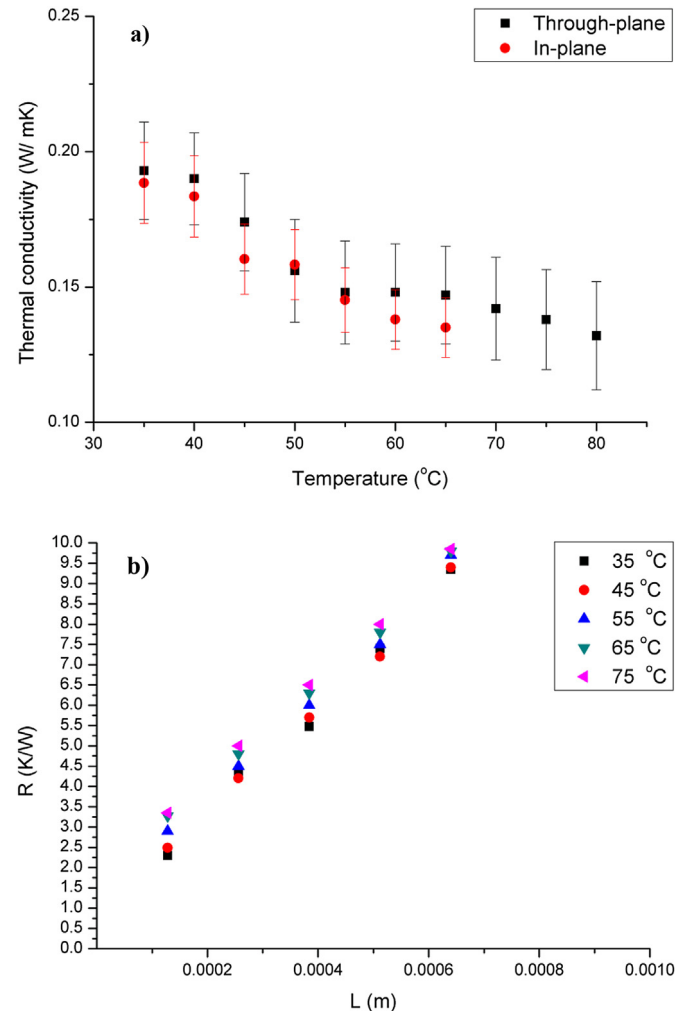 a)
Through-plane
In-plane
Thermal conductivity (W/ mK)
0.25
0.20
0.15
0.10
30 40 50 60 70 80
Temperature (°C)
b)
35 °C
45 °C
55 °C
65 °C
75 °C
R (K/W)
10.0
9.5
9.0
8.5
8.0
7.5
7.0
6.5
6.0
5.5
5.0
4.5
4.0
3.5
3.0
2.5
2.0
1.5
1.0
0.5
0.0
0.0002 0.0004 0.0006 0.0008 0.0010
L (m)